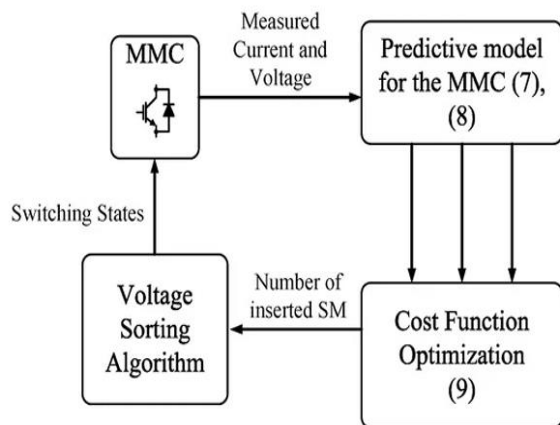 MMC
Measured
Current and
Voltage
Predictive model
for the MMC (7),
(8)
Switching States
Voltage
Sorting
Algorithm
Number of
inserted SM
Cost Function
Optimization
(9)